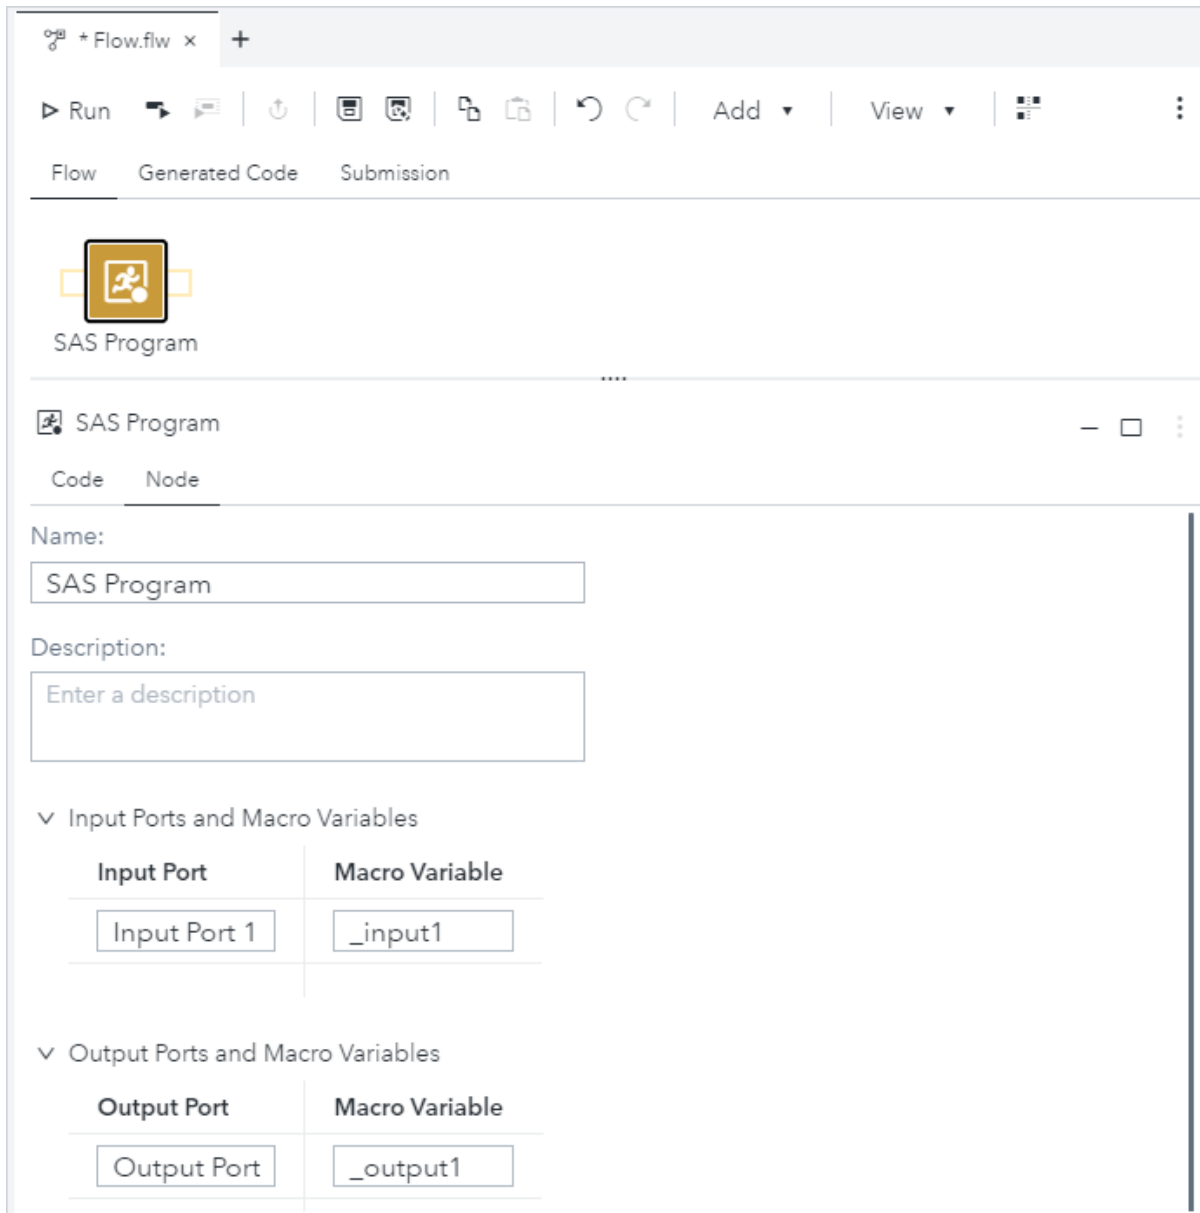 * Flow.flw × +
Run Add View
Flow Generated Code Submission
SAS Program
SAS Program
Code Node
Name:
SAS Program
Description:
Enter a description
Input Ports and Macro Variables
Input Port Macro Variable
Input Port 1 _input1
Output Ports and Macro Variables
Output Port Macro Variable
Output Port _output1